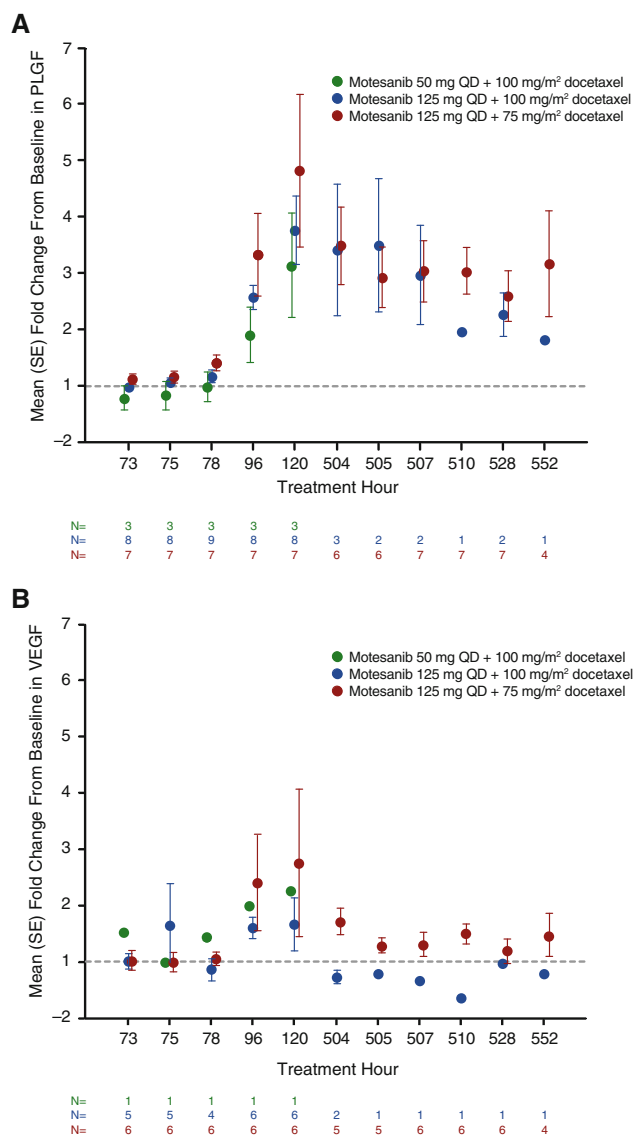 A
Mean (SE) Fold Change From Baseline in PLGF
7
6
5
4
3
2
1
–2
Motesanib 50 mg QD + 100 mg/m² docetaxel
Motesanib 125 mg QD + 100 mg/m² docetaxel
Motesanib 125 mg QD + 75 mg/m² docetaxel
73 75 78 96 120 504 505 507 510 528 552
Treatment Hour
N= 3 3 3 3 3
N= 8 8 9 8 8 3 2 2 1 2 1
N= 7 7 7 7 7 6 6 7 7 7 4
B
Mean (SE) Fold Change From Baseline in VEGF
7
6
5
4
3
2
1
–2
Motesanib 50 mg QD + 100 mg/m² docetaxel
Motesanib 125 mg QD + 100 mg/m² docetaxel
Motesanib 125 mg QD + 75 mg/m² docetaxel
73 75 78 96 120 504 505 507 510 528 552
Treatment Hour
N= 1 1 1 1 1
N= 5 5 4 6 6 2 1 1 1 1 1
N= 6 6 6 6 6 5 5 6 6 6 4